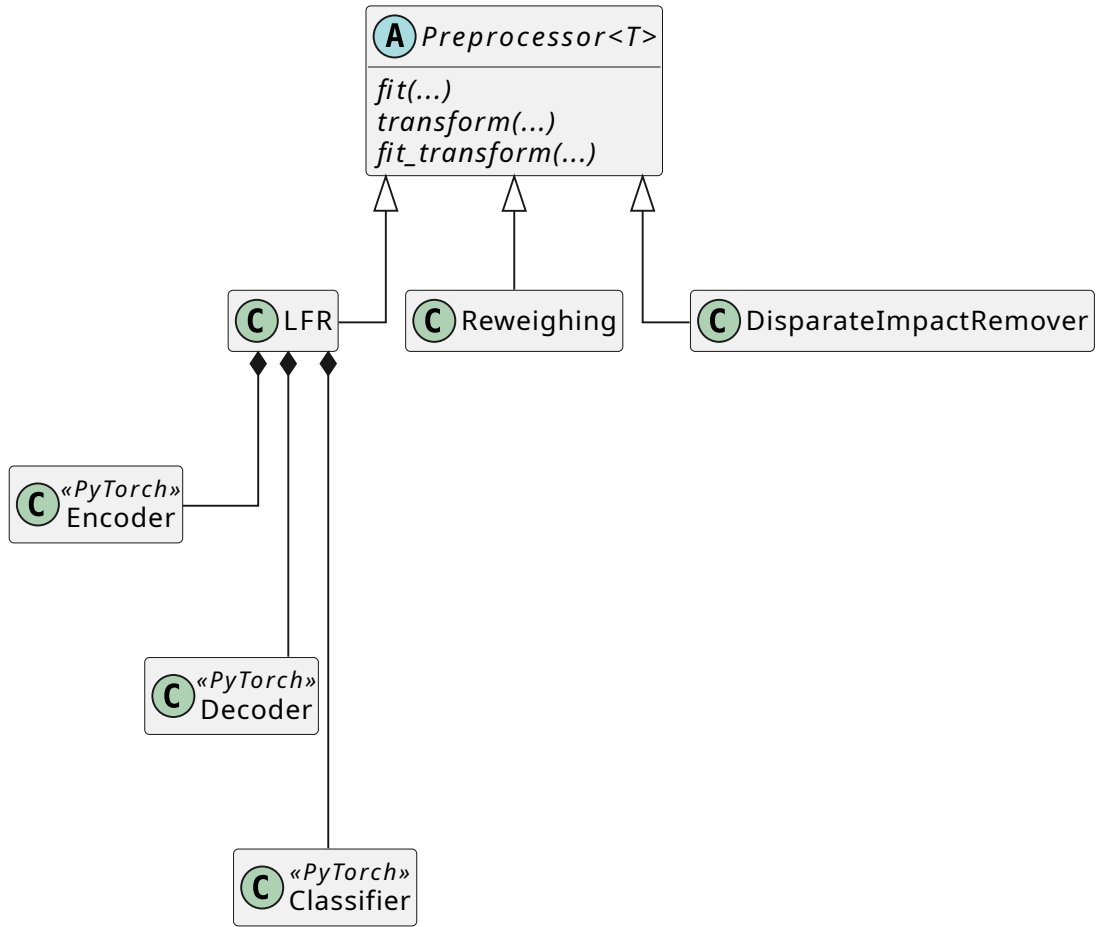 A Preprocessor<T>
fit(...)
transform(...)
fit_transform(...)
C LFR
C Reweighing
C DisparateImpactRemover
«PyTorch»
C Encoder
«PyTorch»
C Decoder
«PyTorch»
C Classifier